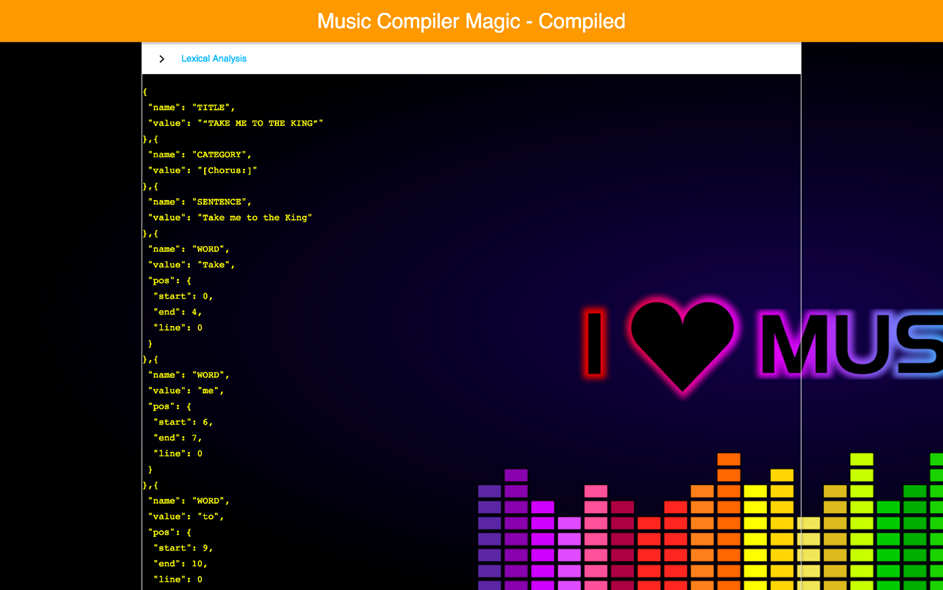 Music Compiler Magic - Compiled
Lexical Analysis
{
"name": "TITLE",
"value": "“TAKE ME TO THE KING”"
},{
"name": "CATEGORY",
"value": "[Chorus:]"
},{
"name": "SENTENCE",
"value": "Take me to the King"
},{
"name": "WORD",
"value": "Take",
"pos": {
"start": 0,
"end": 4,
"line": 0
}
},{
"name": "WORD",
"value": "me",
"pos": {
"start": 6,
"end": 7,
"line": 0
}
},{
"name": "WORD",
"value": "to",
"pos": {
"start": 9,
"end": 10,
"line": 0
I MUS